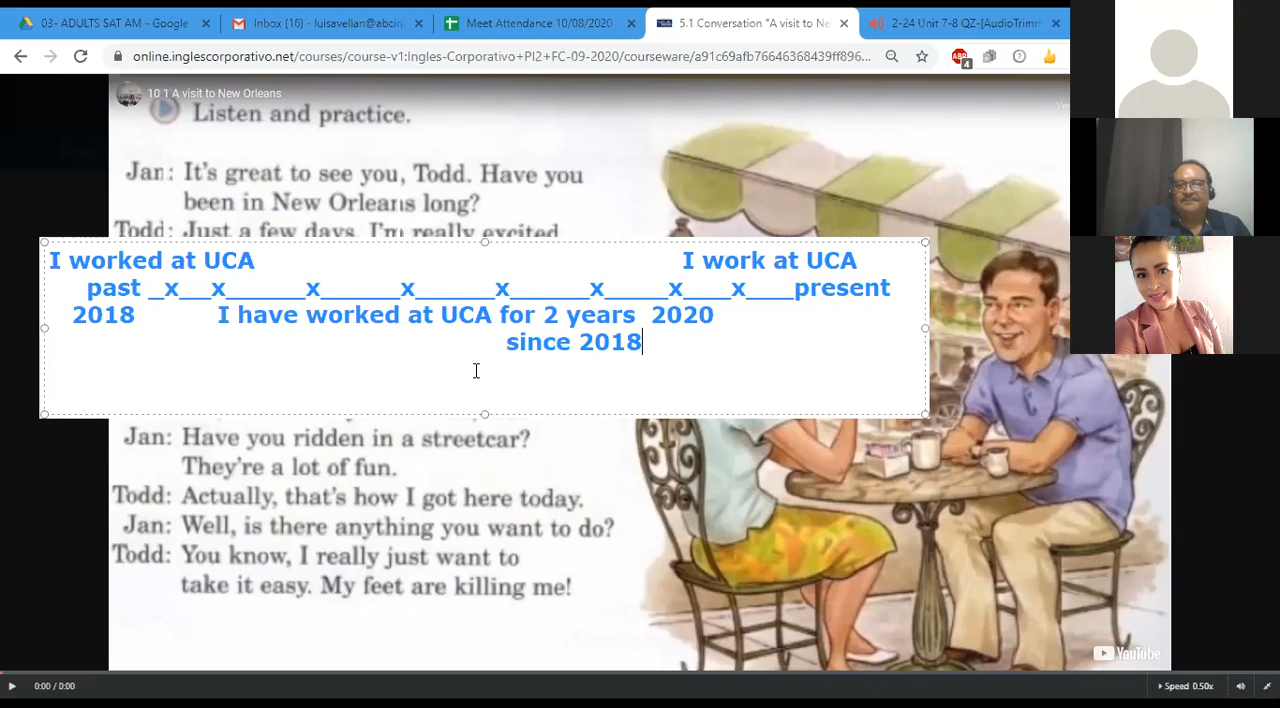 03- ADULTS SAT AM - Google
Inbox (16) - luisavellan@abcin
Meet Attendance 10/08/2020
5.1 Conversation "A visit to Ne
2-24 Unit 7-8 QZ-[AudioTrimm
online.inglescorporativo.net/courses/course-v1:Ingles-Corporativo+PI2+FC-09-2020/courseware/a91c69afb76646368439ff896...
ABP
4
10 1 A visit to New Orleans
Listen and practice.
Jan: It's great to see you, Todd. Have you
been in New Orleans long?
Todd: Just a few days. I'm really excited
I worked at UCA I work at UCA
past _x__x______x______x______x______x_____x____x____present
2018 I have worked at UCA for 2 years 2020
since 2018
Jan: Have you ridden in a streetcar?
They're a lot of fun.
Todd: Actually, that's how I got here today.
Jan: Well, is there anything you want to do?
Todd: You know, I really just want to
take it easy. My feet are killing me!
YouTube
0:00 / 0:00
Speed 0.50x